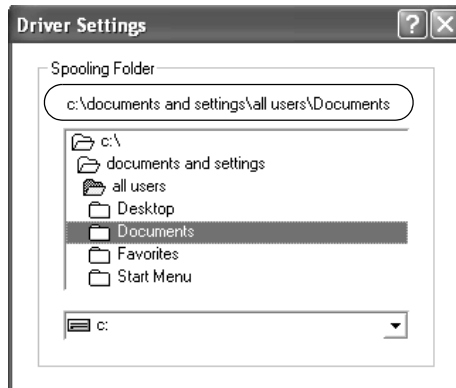 Driver Settings
Spooling Folder
c:\documents and settings\all users\Documents
c:\
documents and settings
all users
Desktop
Documents
Favorites
Start Menu
c: